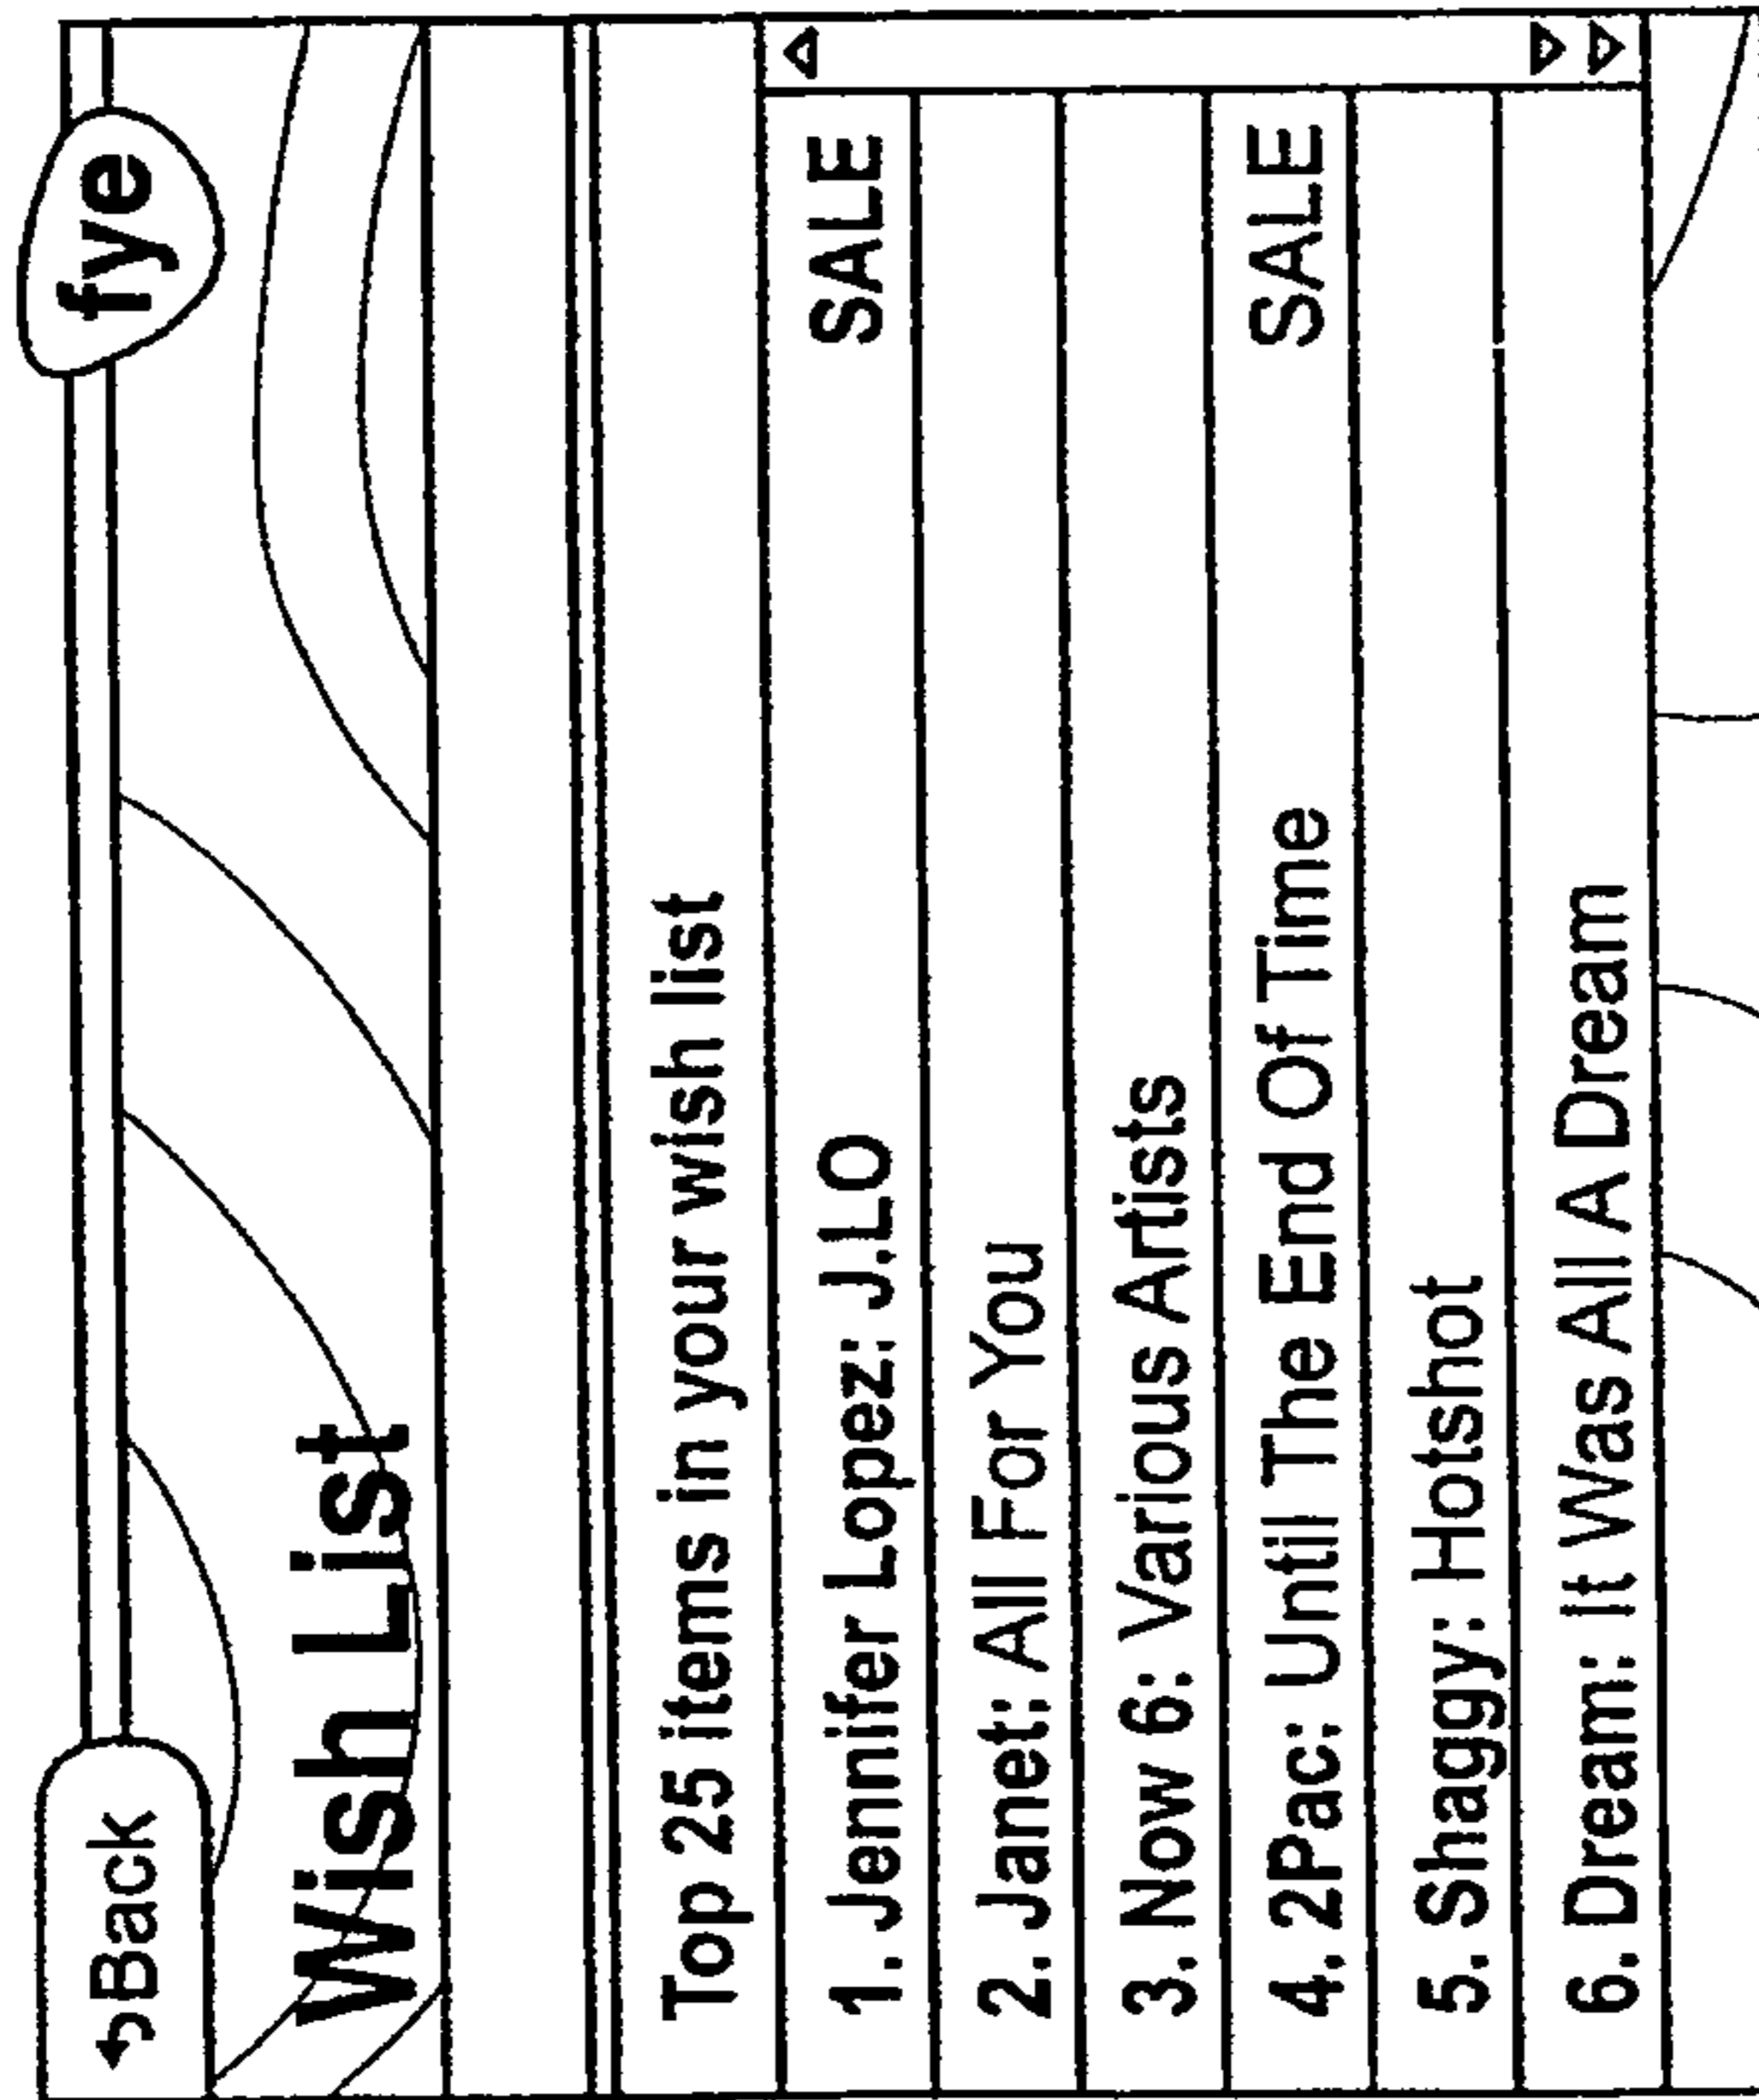 Back
fye
Wish List
Top 25 items in your wish list
1. Jennifer Lopez: J.LO SALE
2. Janet: All For You
3. Now 6: Various Artists
4. 2Pac: Until The End Of Time SALE
5. Shaggy: Hotshot
6. Dream: It Was All A Dream